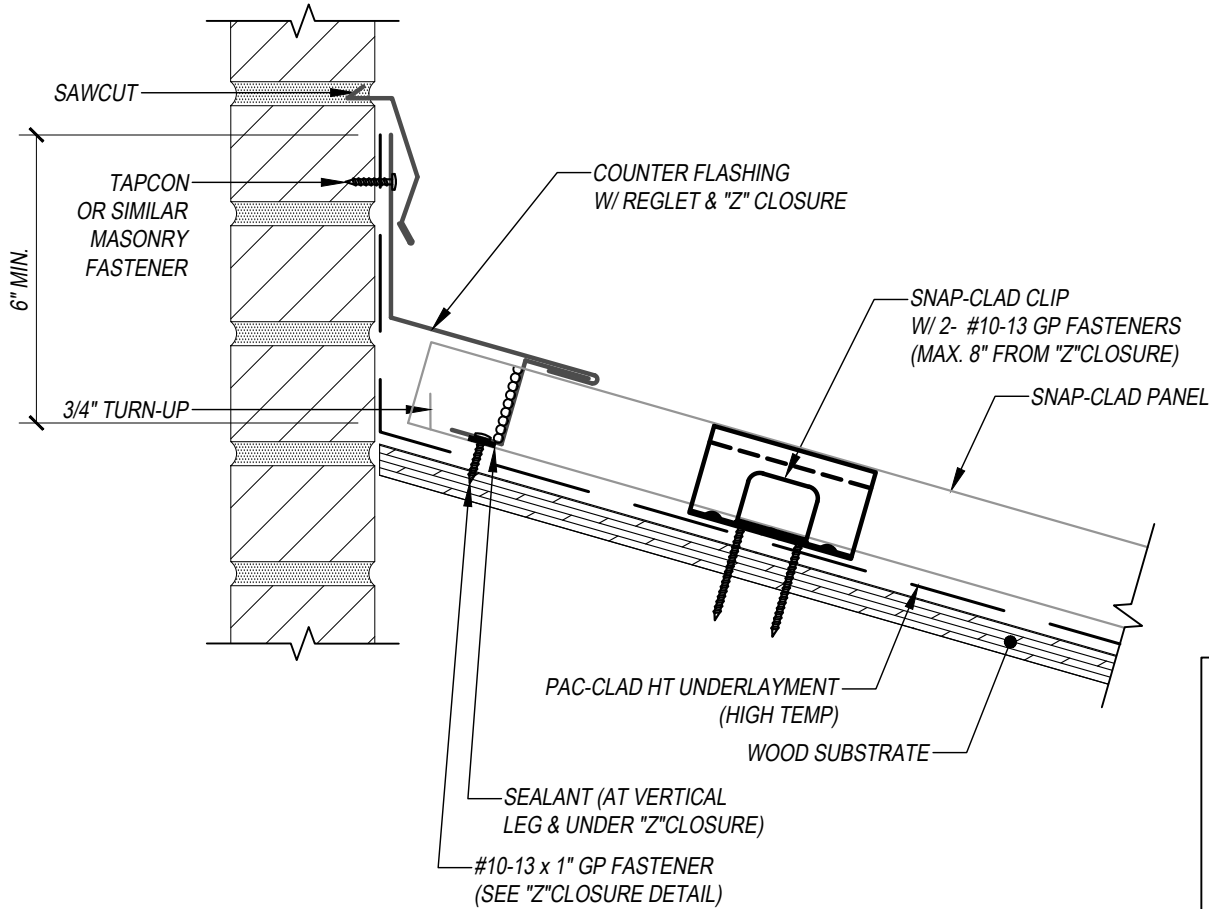 SAWCUT
TAPCON
OR SIMILAR
MASONRY
FASTENER
6" MIN.
3/4" TURN-UP
COUNTER FLASHING
W/ REGLET & "Z" CLOSURE
SNAP-CLAD CLIP
W/ 2- #10-13 GP FASTENERS
(MAX. 8" FROM "Z"CLOSURE)
SNAP-CLAD PANEL
PAC-CLAD HT UNDERLAYMENT
(HIGH TEMP)
WOOD SUBSTRATE
SEALANT (AT VERTICAL
LEG & UNDER "Z"CLOSURE)
#10-13 x 1" GP FASTENER
(SEE "Z"CLOSURE DETAIL)